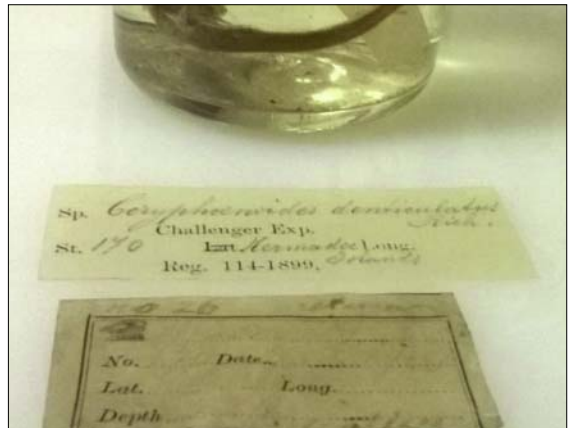 Sp. Coryphoenoides denticulatus
Rich.
Challenger Exp.
St. 170 Lat. Kermadec Long.
Reg. 114-1899, Islands
No. Date
Lat. Long.
Depth